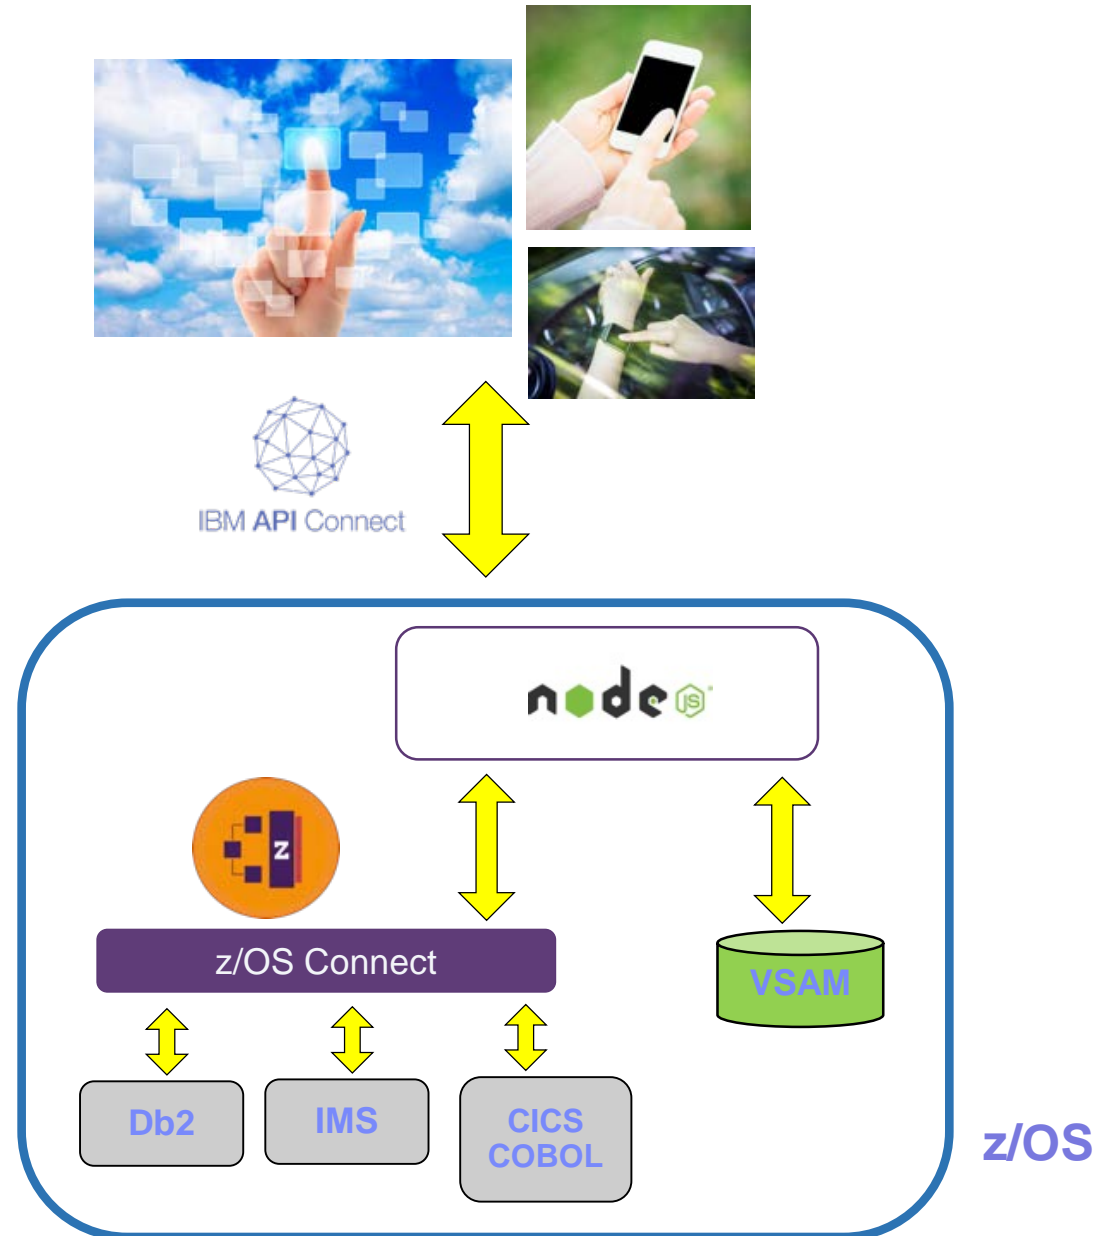 IBM API Connect
node
JS
z
z/OS Connect
VSAM
Db2
IMS
CICS
COBOL
z/OS